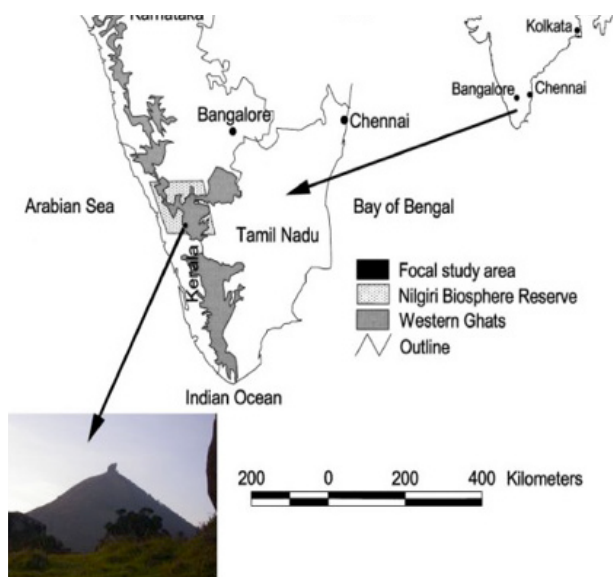 Karnataka
Kolkata
Bangalore
Chennai
Bangalore
Chennai
Arabian Sea
Bay of Bengal
Tamil Nadu
Kerala
Focal study area
Nilgiri Biosphere Reserve
Western Ghats
Outline
Indian Ocean
200 0 200 400 Kilometers